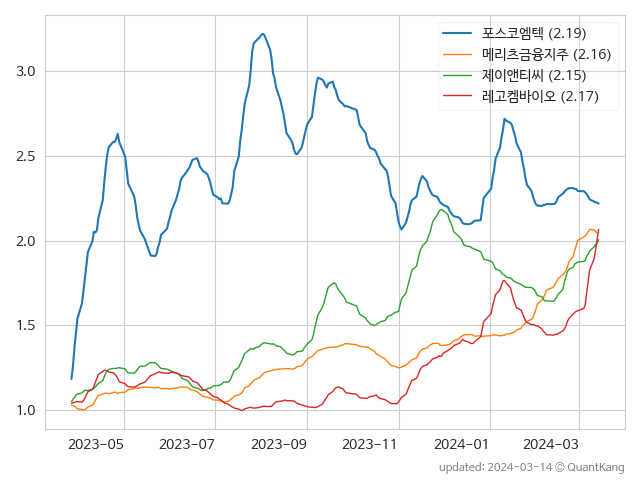 포스코엠텍 (2.19)
메리츠금융지주 (2.16)
제이앤티씨 (2.15)
레고켐바이오 (2.17)
3.0
2.5
2.0
1.5
1.0
2023-05 2023-07 2023-09 2023-11 2024-01 2024-03
updated: 2024-03-14 © QuantKang